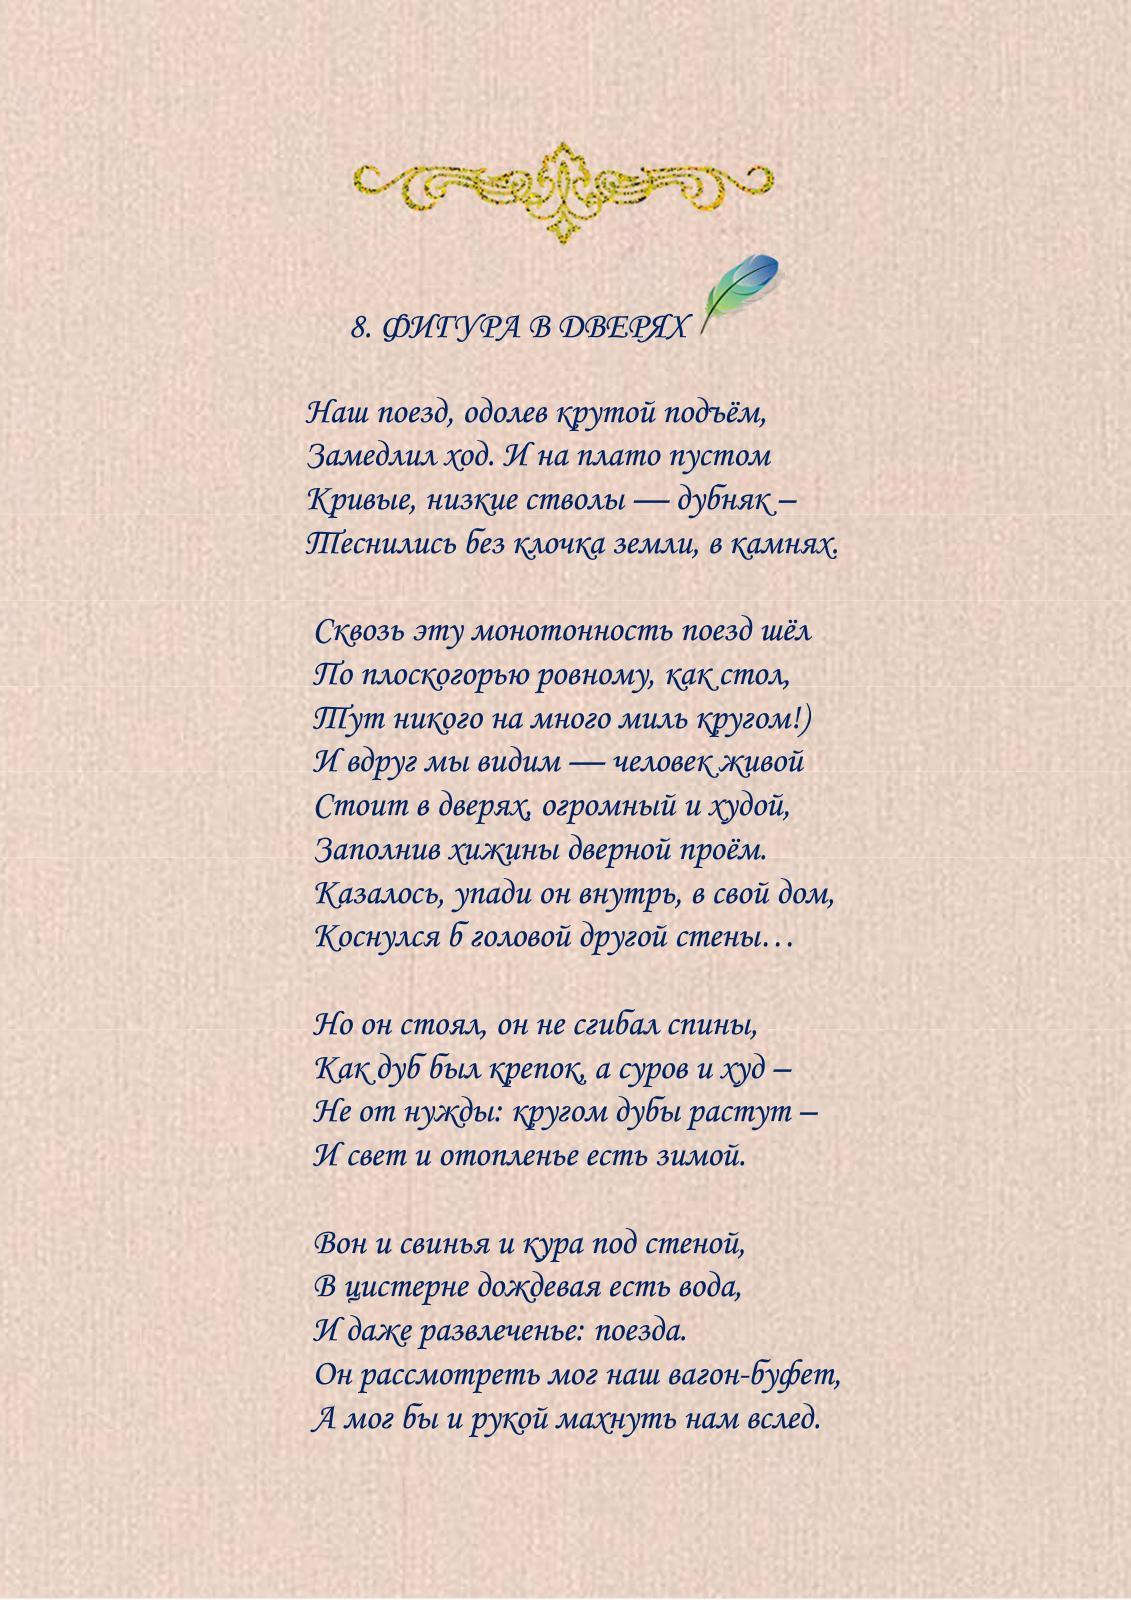 8. ФИГУРА В ДВЕРЯХ
Наш поезд, одолев крутой подъём,
Замедлил ход. И на плато пустом
Кривые, низкие стволы — дубняк –
Теснились без клочка земли, в камнях.
Сквозь эту монотонность поезд шёл
По плоскогорью ровному, как стол,
Тут никого на много миль кругом!)
И вдруг мы видим — человек живой
Стоит в дверях, огромный и худой,
Заполнив хижины дверной проём.
Казалось, упади он внутрь, в свой дом,
Коснулся б головой другой стены…
Но он стоял, он не сгибал спины,
Как дуб был крепок, а суров и худ –
Не от нужды: кругом дубы растут –
И свет и отопленье есть зимой.
Вон и свинья и кура под стеной,
В цистерне дождевая есть вода,
И даже развлеченье: поезда.
Он рассмотреть мог наш вагон-буфет,
А мог бы и рукой махнуть нам вслед.